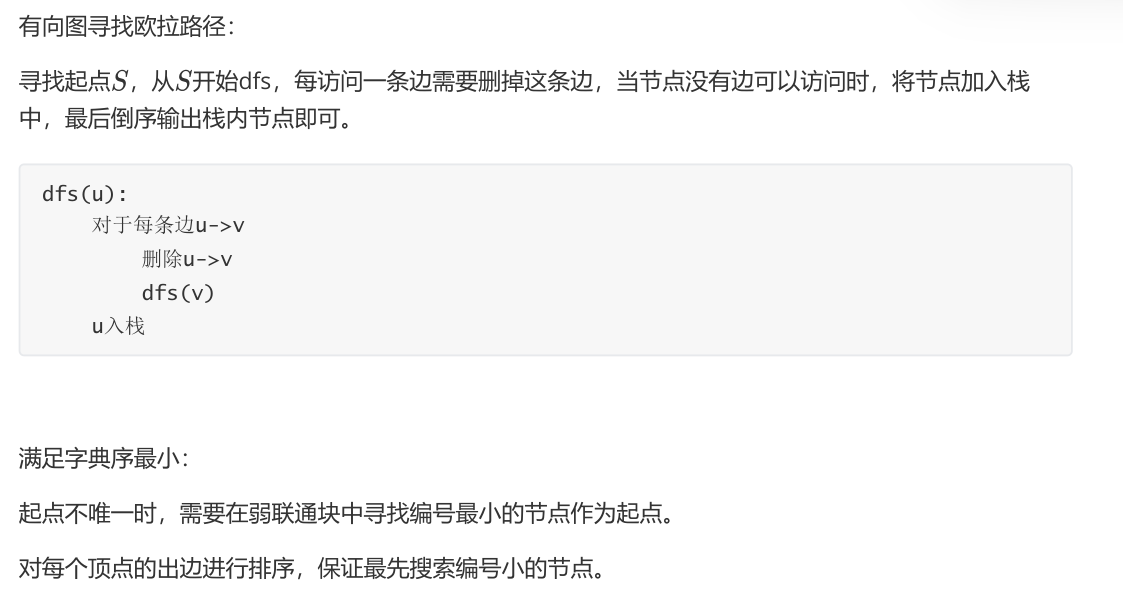 有向图寻找欧拉路径：
寻找起点S，从S开始dfs，每访问一条边需要删掉这条边，当节点没有边可以访问时，将节点加入栈
中，最后倒序输出栈内节点即可。
dfs(u):
    对于每条边u->v
        删除u->v
        dfs(v)
    u入栈
满足字典序最小：
起点不唯一时，需要在弱联通块中寻找编号最小的节点作为起点。
对每个顶点的出边进行排序，保证最先搜索编号小的节点。